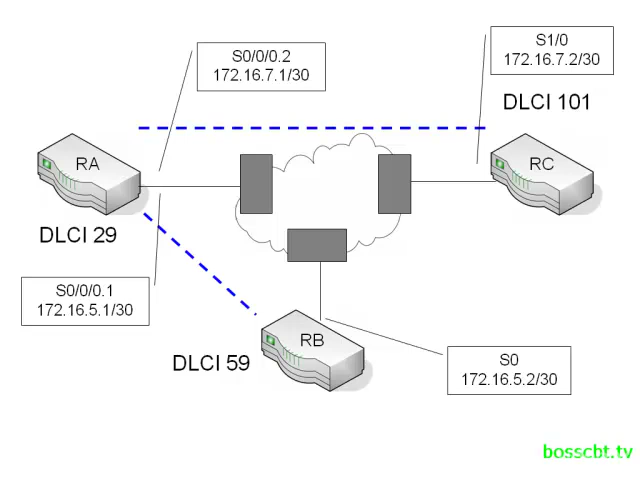 S0/0/0.2
172.16.7.1/30
S1/0
172.16.7.2/30
DLCI 101
RA
RC
DLCI 29
S0/0/0.1
172.16.5.1/30
RB
DLCI 59
S0
172.16.5.2/30
bosscbt.tv